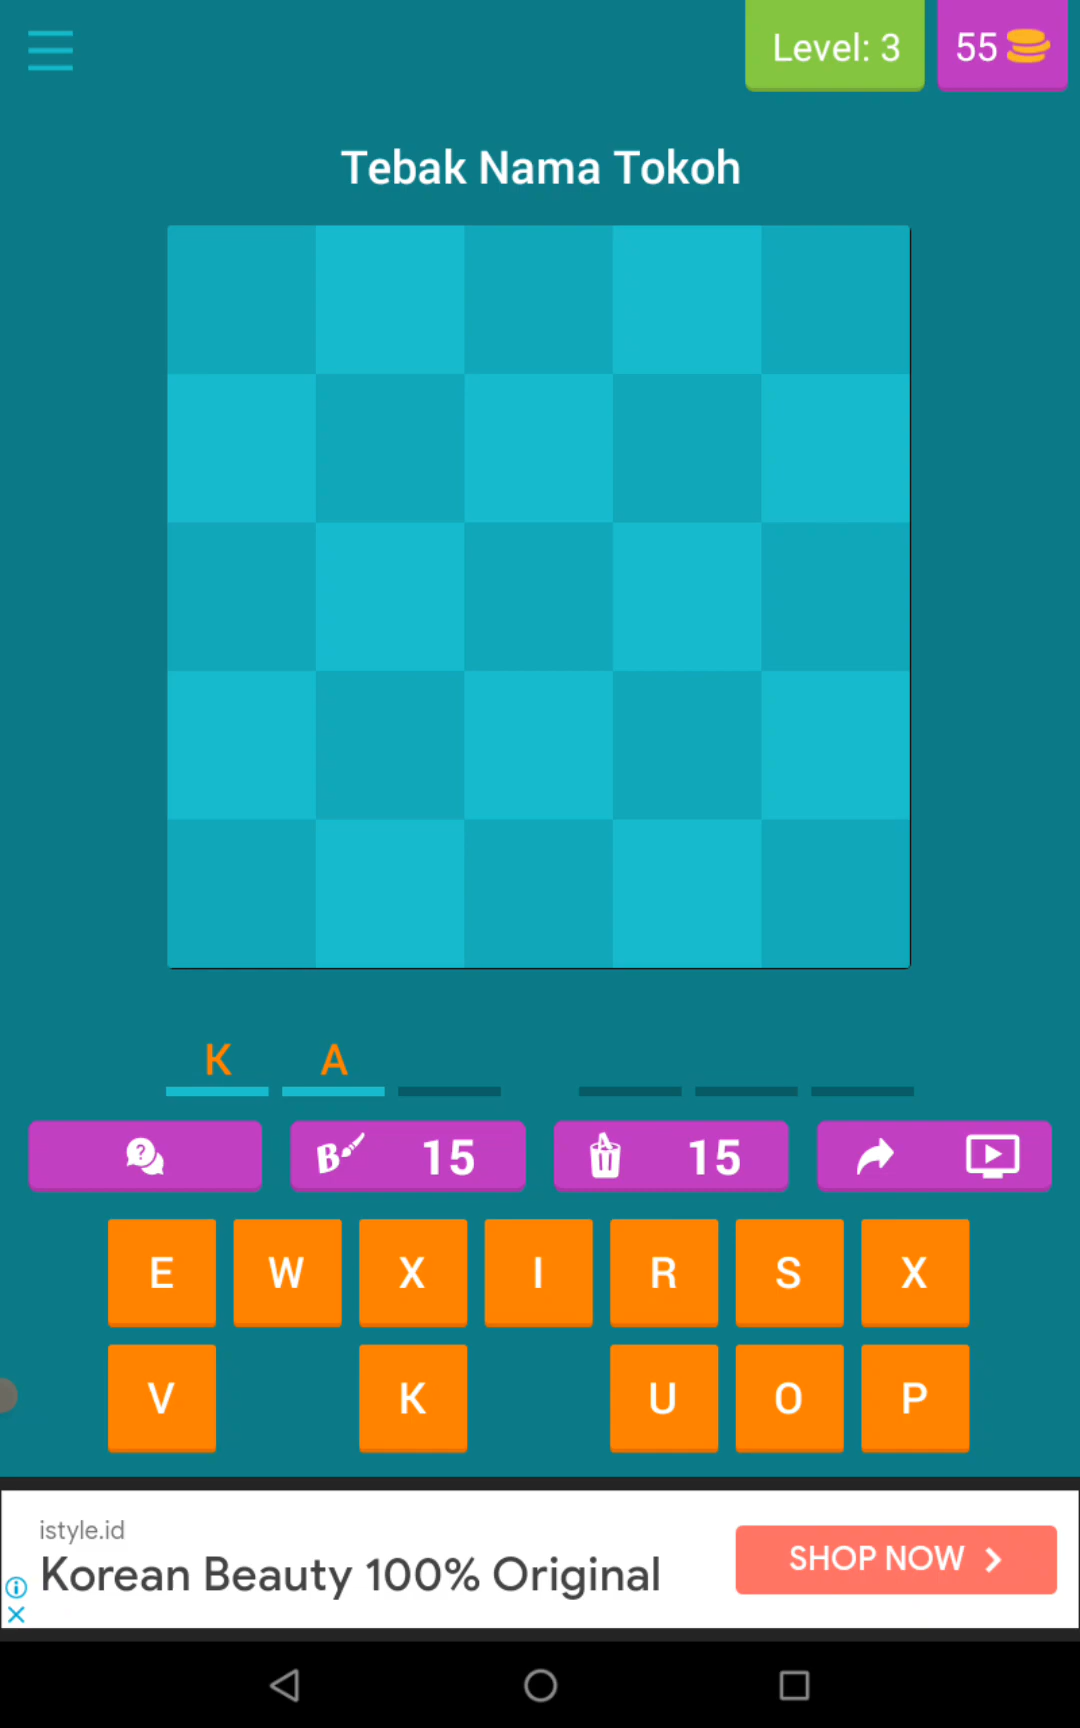 Level: 3
55
Tebak Nama Tokoh
K A
B 15 15
E W X I R S X
V K U O P
istyle.id
Korean Beauty 100% Original
SHOP NOW